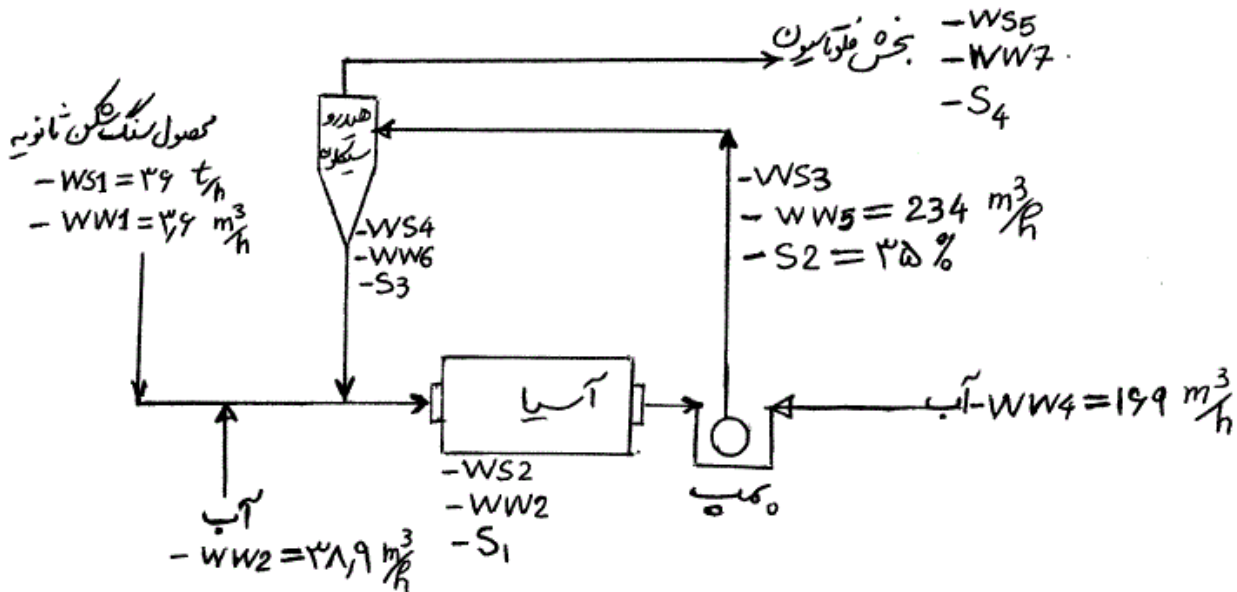 بخش فلوتاسیون
-WS5
-WW7
-S4
محصول سنگ شکن ثانویه
-WS1=۳۶ t/h
-WW1=۳,۶ m³/h
هیدرو
سیکلون
-WS4
-WW6
-S3
-WS3
-WW5=234 m³/h
-S2=۳۵%
آسیا
-WS2
-WW2
-S1
پمپ
آب-WW4=۱۶۹ m³/h
آب
-WW2=۳۸,۹ m³/h